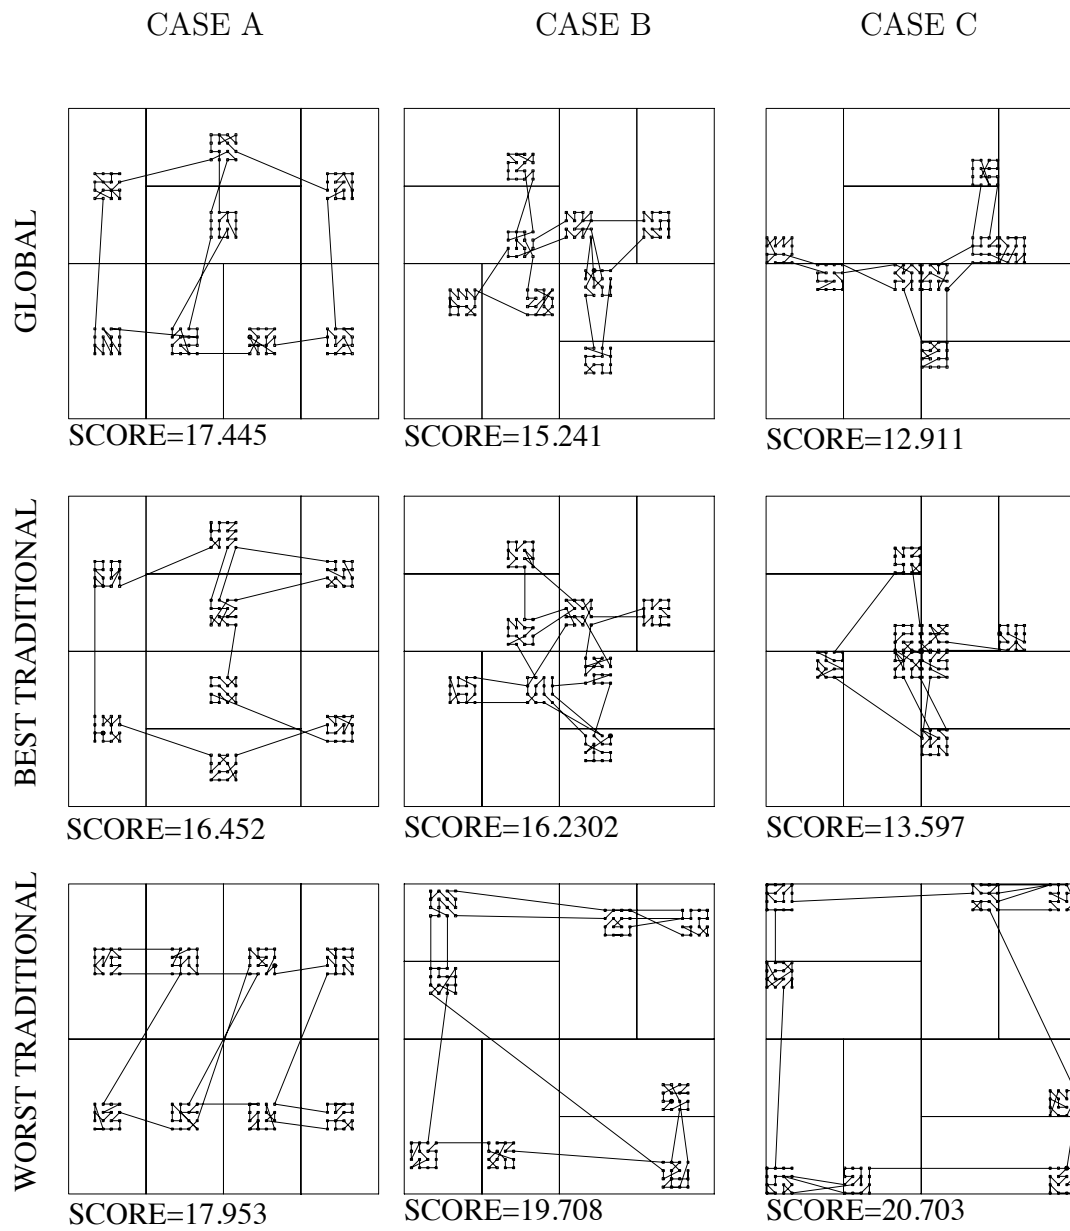 CASE A
CASE B
CASE C
GLOBAL
SCORE=17.445
SCORE=15.241
SCORE=12.911
BEST TRADITIONAL
SCORE=16.452
SCORE=16.2302
SCORE=13.597
WORST TRADITIONAL
SCORE=17.953
SCORE=19.708
SCORE=20.703